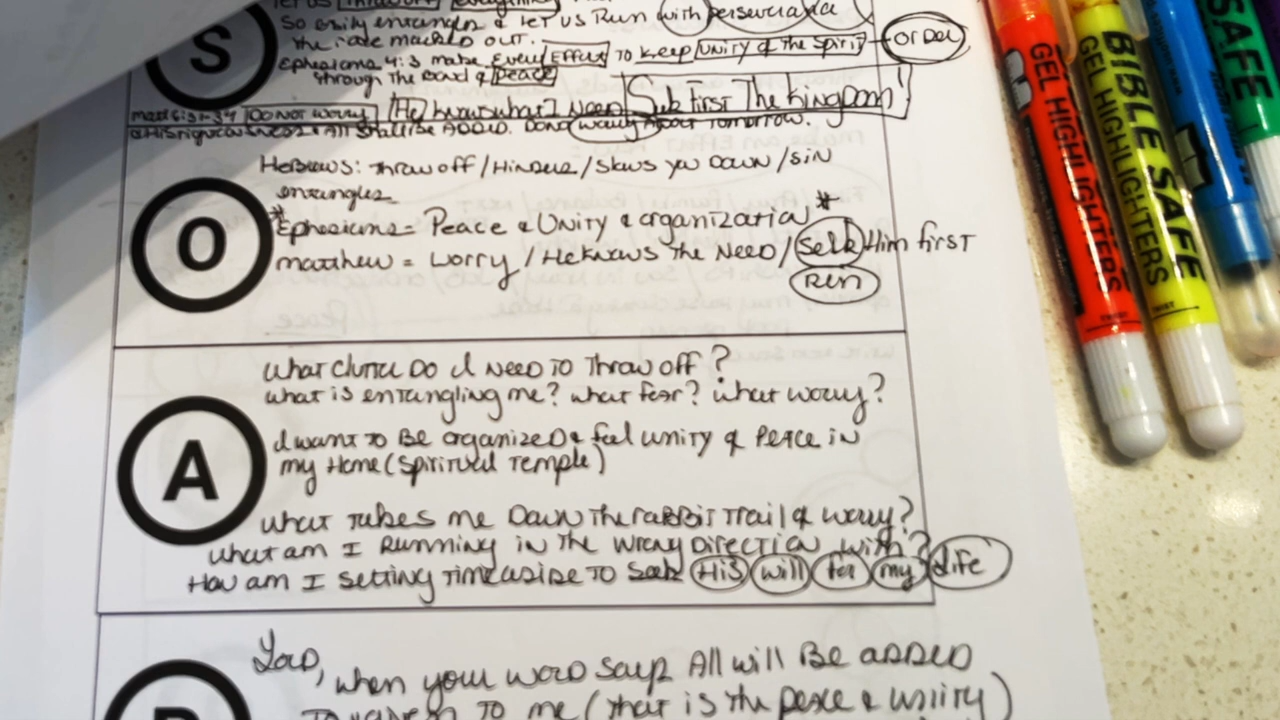 S
So easily entangles & let us Run with perseverance
the race marked out.
Ephesians 4:3 make Every Effort to keep Unity of the Spirit - order
through the bond of peace
matt 6:31-34 Do not worry He knows what I need Seek First The Kingdom
& His righteousness & All shall be ADDED. Dont worry About tomorrow.
O
Hebrews: Throw off / Hinders / Slows you Down / sin
entangles
*Ephesians = Peace & Unity & organization *
matthew = worry / He knows the Need / Seek Him first
Run
A
What clutter Do I Need to Throw off ?
what is entangling me? what fear? what worry?
I want to Be organized & feel unity & Peace in
my Home (Spiritual Temple)
What Takes me Down The rabbit trail of worry?
what am I running in the wrong Direction with?
How am I setting time aside to Seek His will for my life
P
Lord,
when your word says All will Be ADDED
to me (that is the peace & unity)
GEL HIGHLIGHTERS
BIBLE SAFE
GEL HIGHLIGHTERS
SAFE